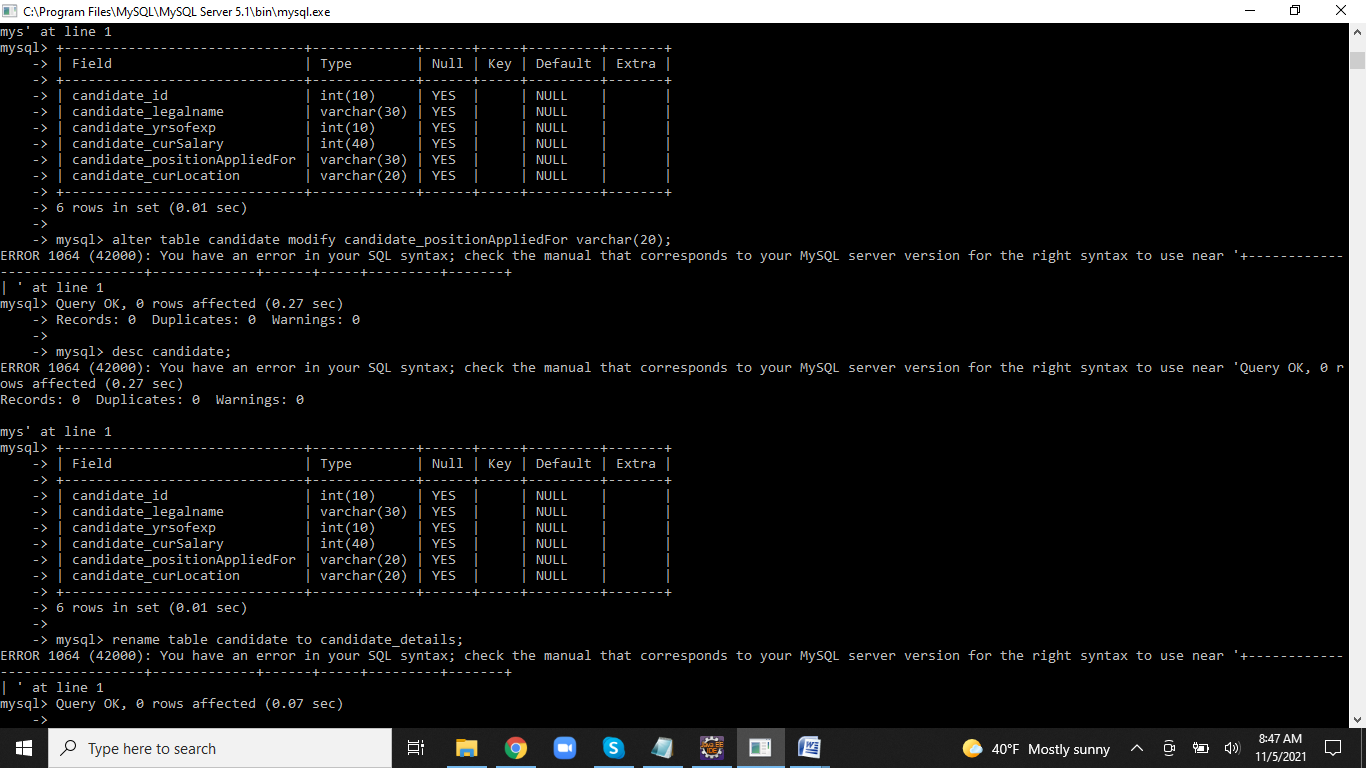 C:\Program Files\MySQL\MySQL Server 5.1\bin\mysql.exe
mys' at line 1
mysql> +------------------------------+-------------+------+-----+---------+-------+
    -> | Field                        | Type        | Null | Key | Default | Extra |
    -> +------------------------------+-------------+------+-----+---------+-------+
    -> | candidate_id                 | int(10)     | YES  |     | NULL    |       |
    -> | candidate_legalname          | varchar(30) | YES  |     | NULL    |       |
    -> | candidate_yrsofexp           | int(10)     | YES  |     | NULL    |       |
    -> | candidate_curSalary          | int(40)     | YES  |     | NULL    |       |
    -> | candidate_positionAppliedFor | varchar(30) | YES  |     | NULL    |       |
    -> | candidate_curLocation        | varchar(20) | YES  |     | NULL    |       |
    -> +------------------------------+-------------+------+-----+---------+-------+
    -> 6 rows in set (0.01 sec)
    ->
    -> mysql> alter table candidate modify candidate_positionAppliedFor varchar(20);
ERROR 1064 (42000): You have an error in your SQL syntax; check the manual that corresponds to your MySQL server version for the right syntax to use near '+------------
------------------+-------------+------+-----+---------+-------+
| ' at line 1
mysql> Query OK, 0 rows affected (0.27 sec)
    -> Records: 0  Duplicates: 0  Warnings: 0
    ->
    -> mysql> desc candidate;
ERROR 1064 (42000): You have an error in your SQL syntax; check the manual that corresponds to your MySQL server version for the right syntax to use near 'Query OK, 0 r
ows affected (0.27 sec)
Records: 0  Duplicates: 0  Warnings: 0
mys' at line 1
mysql> +------------------------------+-------------+------+-----+---------+-------+
    -> | Field                        | Type        | Null | Key | Default | Extra |
    -> +------------------------------+-------------+------+-----+---------+-------+
    -> | candidate_id                 | int(10)     | YES  |     | NULL    |       |
    -> | candidate_legalname          | varchar(30) | YES  |     | NULL    |       |
    -> | candidate_yrsofexp           | int(10)     | YES  |     | NULL    |       |
    -> | candidate_curSalary          | int(40)     | YES  |     | NULL    |       |
    -> | candidate_positionAppliedFor | varchar(20) | YES  |     | NULL    |       |
    -> | candidate_curLocation        | varchar(20) | YES  |     | NULL    |       |
    -> +------------------------------+-------------+------+-----+---------+-------+
    -> 6 rows in set (0.01 sec)
    ->
    -> mysql> rename table candidate to candidate_details;
ERROR 1064 (42000): You have an error in your SQL syntax; check the manual that corresponds to your MySQL server version for the right syntax to use near '+------------
------------------+-------------+------+-----+---------+-------+
| ' at line 1
mysql> Query OK, 0 rows affected (0.07 sec)
    ->
Type here to search
40°F Mostly sunny
8:47 AM
11/5/2021